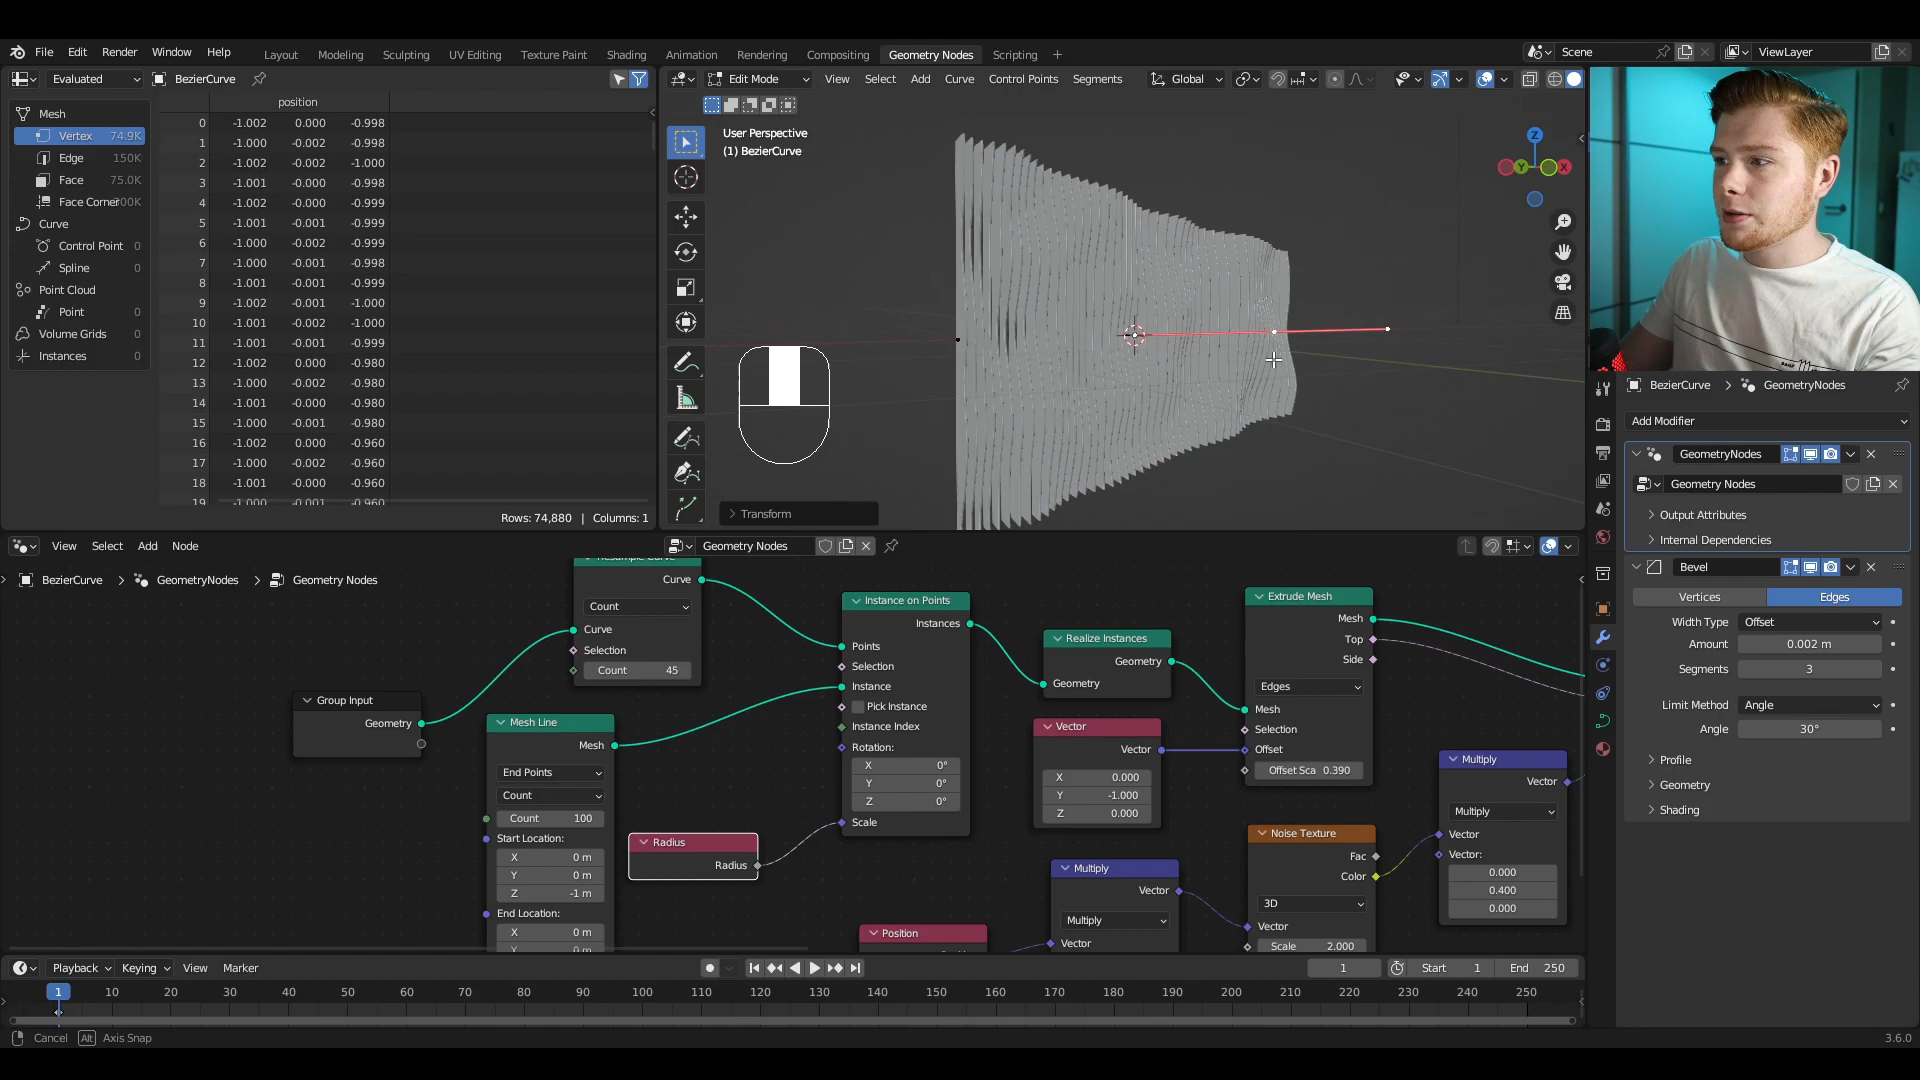 File Edit Render Window Help
Layout Modeling Sculpting UV Editing Texture Paint Shading Animation Rendering Compositing Geometry Nodes Scripting +
Scene
ViewLayer
Evaluated BezierCurve
Edit Mode View Select Add Curve Control Points Segments Global
Mesh
Vertex 74.9K
Edge 150K
Face 75.0K
Face Corner
Curve
Control Point 0
Spline 0
Point Cloud
Point 0
Volume Grids 0
Instances 0
position
0 -1.002 0.000 -0.998
1 -1.000 -0.002 -0.998
2 -1.002 -0.002 -1.000
3 -1.001 -0.000 -0.998
4 -1.002 -0.000 -0.999
5 -1.001 -0.001 -0.999
6 -1.000 -0.002 -0.999
7 -1.000 -0.001 -0.999
8 -1.001 -0.001 -0.999
9 -1.002 -0.001 -1.000
10 -1.001 -0.002 -1.000
11 -1.001 -0.001 -0.999
12 -1.002 0.000 -0.980
13 -1.000 -0.002 -0.980
14 -1.001 -0.000 -0.980
15 -1.000 -0.001 -0.980
16 -1.002 0.000 -0.960
17 -1.000 -0.002 -0.960
18 -1.001 -0.000 -0.960
19 -1.000 -0.001 -0.960
Rows: 74,880 | Columns: 1
User Perspective
(1) BezierCurve
Z
Y
X
Transform
View Select Add Node
Geometry Nodes
BezierCurve > GeometryNodes > Geometry Nodes
Resample Curve
Curve
Count
Curve
Selection
Count 45
Group Input
Geometry
Mesh Line
Mesh
End Points
Count
Count 100
Start Location:
X 0 m
Y 0 m
Z -1 m
End Location:
X 0 m
Radius
Radius
Instance on Points
Instances
Points
Selection
Instance
Pick Instance
Instance Index
Rotation:
X 0°
Y 0°
Z 0°
Scale
Position
Realize Instances
Geometry
Geometry
Vector
Vector
X 0.000
Y -1.000
Z 0.000
Multiply
Vector
Multiply
Vector
Extrude Mesh
Mesh
Top
Side
Edges
Mesh
Selection
Offset
Offset Sca 0.390
Noise Texture
Fac
Color
3D
Vector
Scale 2.000
Multiply
Vector
Multiply
Vector
Vector:
0.000
0.400
0.000
BezierCurve > GeometryNodes
Add Modifier
GeometryNodes
Geometry Nodes
Output Attributes
Internal Dependencies
Bevel
Vertices Edges
Width Type Offset
Amount 0.002 m
Segments 3
Limit Method Angle
Angle 30°
Profile
Geometry
Shading
Playback Keying View Marker
1 Start 1 End 250
1 10 20 30 40 50 60 70 80 90 100 110 120 130 140 150 160 170 180 190 200 210 220 230 240 250
Cancel Alt Axis Snap
3.6.0